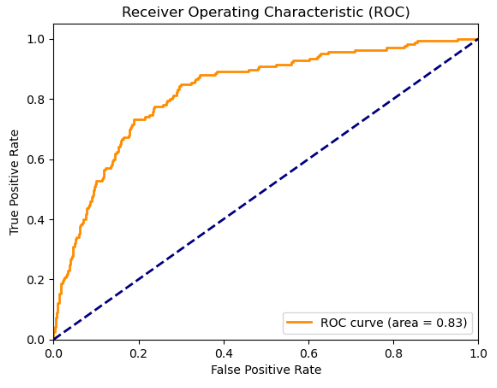 Receiver Operating Characteristic (ROC)
True Positive Rate
1.0
0.8
0.6
0.4
0.2
0.0
0.0 0.2 0.4 0.6 0.8 1.0
False Positive Rate
ROC curve (area = 0.83)